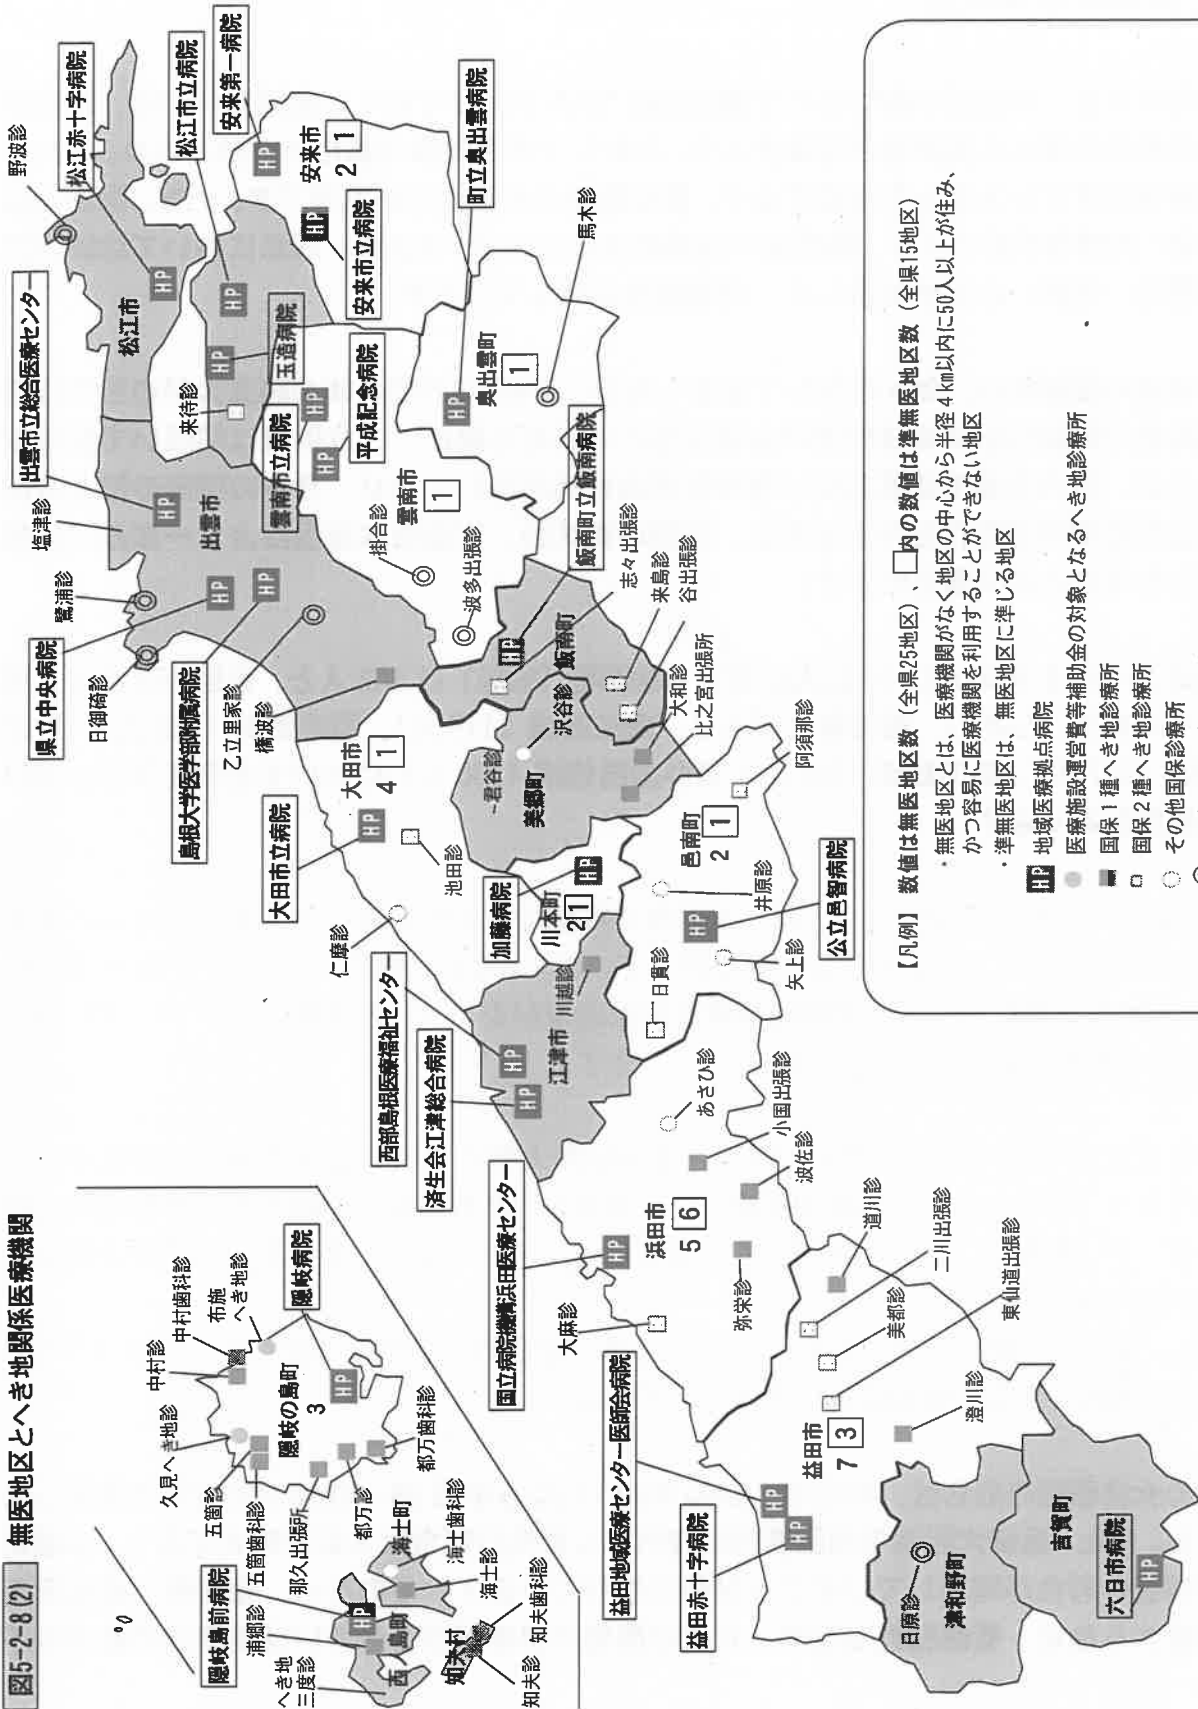 図5-2-8(2) 無医地区とへき地関係医療機関
中村歯科診
中村診
布施
へき地診
久見へき地診
隠岐病院
五箇診
隠岐の島町
3
五箇歯科診
那久出張所
都万診
都万歯科診
隠岐島前病院
浦郷診
海士町
海士歯科診
へき地
三度診
西ノ島町
海士診
知夫村
知夫診
知夫歯科診
野波診
松江赤十字病院
松江市立病院
安来第一病院
HP
安来市
2 1
HP
安来市立病院
町立奥出雲病院
馬木診
出雲市立総合医療センター
松江市
HP
HP
HP
玉造病院
来待診
塩津診
HP
出雲市
雲南市立病院
HP
平成記念病院
HP
HP
奥出雲町
1
鷺浦診
日御碕診
県立中央病院
HP
HP
島根大学医学部附属病院
乙立里家診
橋波診
掛合診
雲南市
1
波多出張診
飯南町立飯南病院
HP
飯南町
志々出張診
来島診
谷出張診
大田市
4 1
大田市立病院
HP
池田診
仁摩診
君谷診
沢谷診
美郷町
大和診
比之宮出張所
加藤病院
HP
川本町
2 1
邑南町
2 1
阿須那診
井原診
HP
公立邑智病院
日貫診
矢上診
西部島根医療福祉センター
済生会江津総合病院
HP
HP
江津市
川越診
あさひ診
小国出張診
波佐診
国立病院機構浜田医療センター
HP
浜田市
5 6
大麻診
弥栄診
道川診
二川出張診
美都診
東仙道出張診
益田地域医療センター医師会病院
益田赤十字病院
HP
HP
益田市
7 3
澄川診
日原診
津和野町
吉賀町
六日市病院
HP
HP
HP
【凡例】 数値は無医地区数(全県25地区)、□内の数値は準無医地区数(全県15地区)
・無医地区とは、医療機関がなく地区の中心から半径4km以内に50人以上が住み、
かつ容易に医療機関を利用することができない地区
・準無医地区は、無医地区に準じる地区
HP 地域医療拠点病院
医療施設運営費等補助金の対象となるへき地診療所
国保1種へき地診療所
国保2種へき地診療所
その他国保診療所